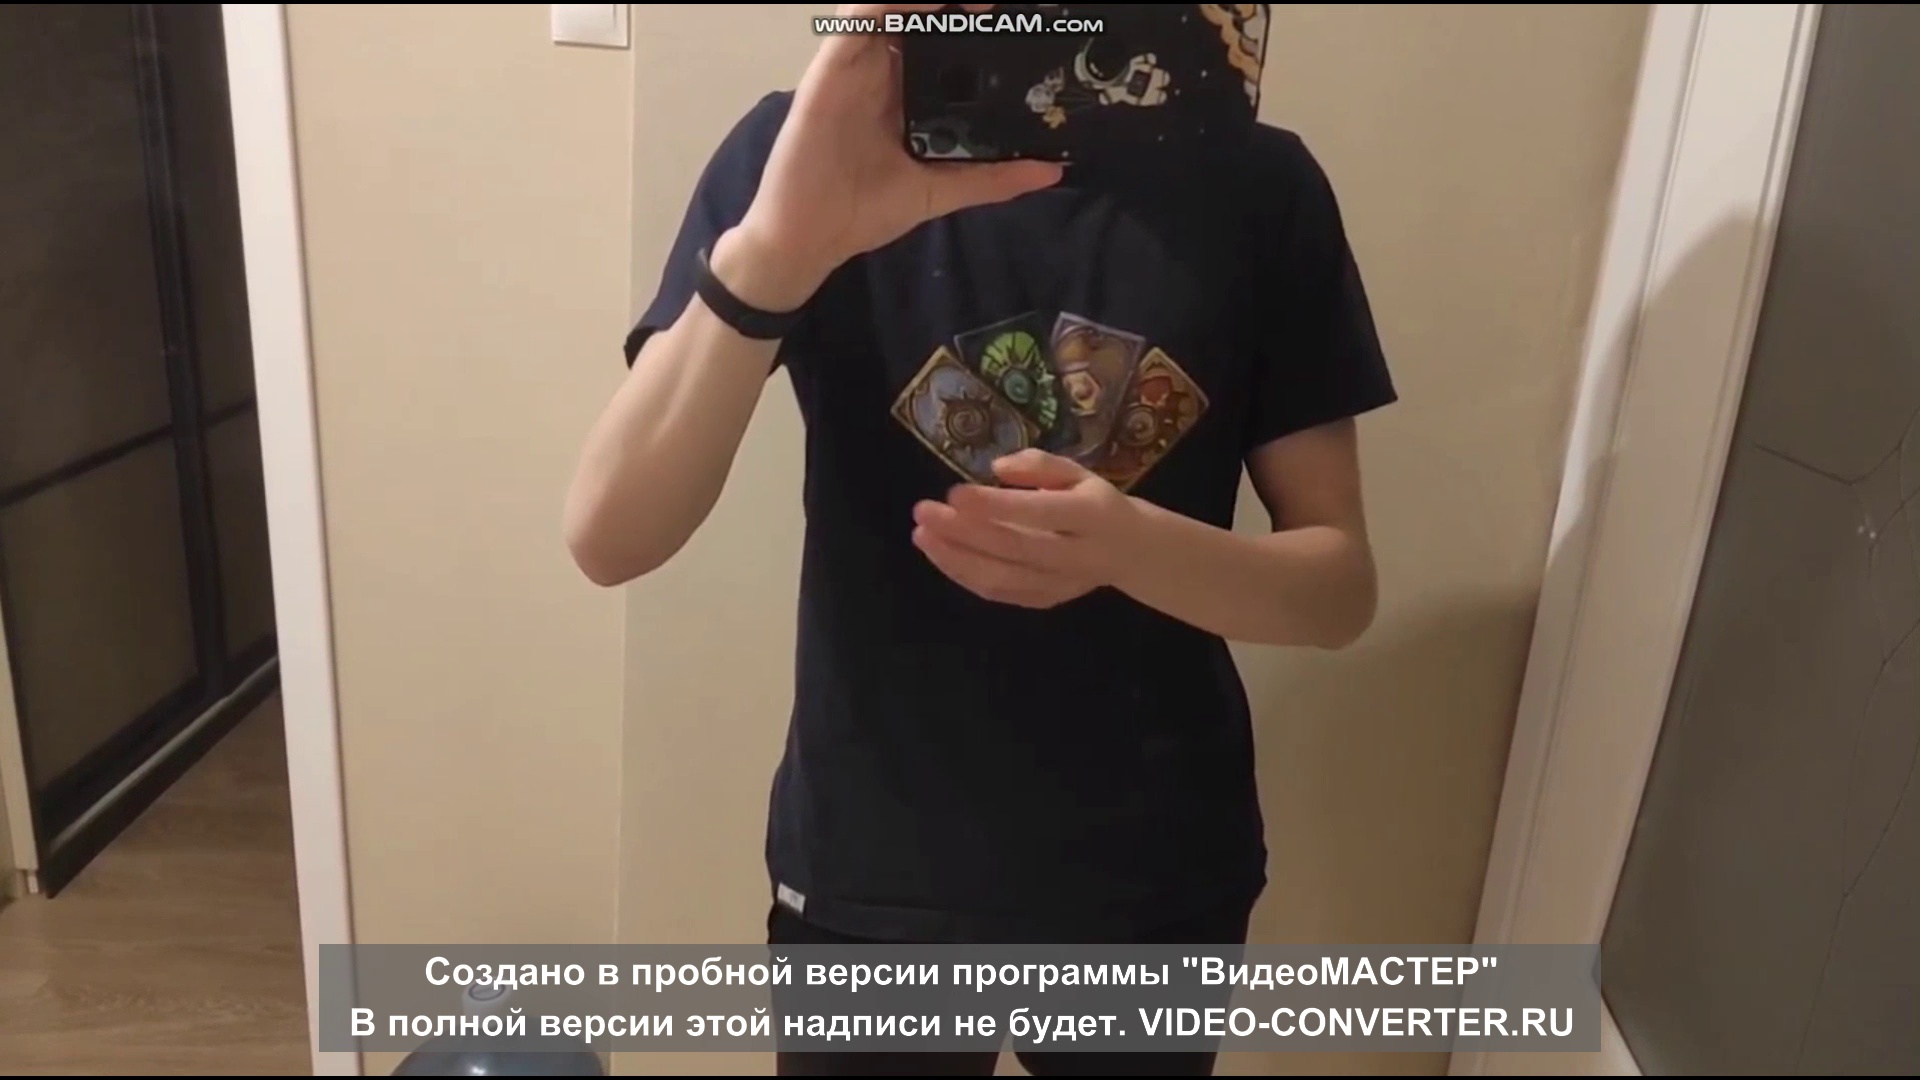 www.BANDICAM.com
Создано в пробной версии программы "ВидеоМАСТЕР"
В полной версии этой надписи не будет. VIDEO-CONVERTER.RU